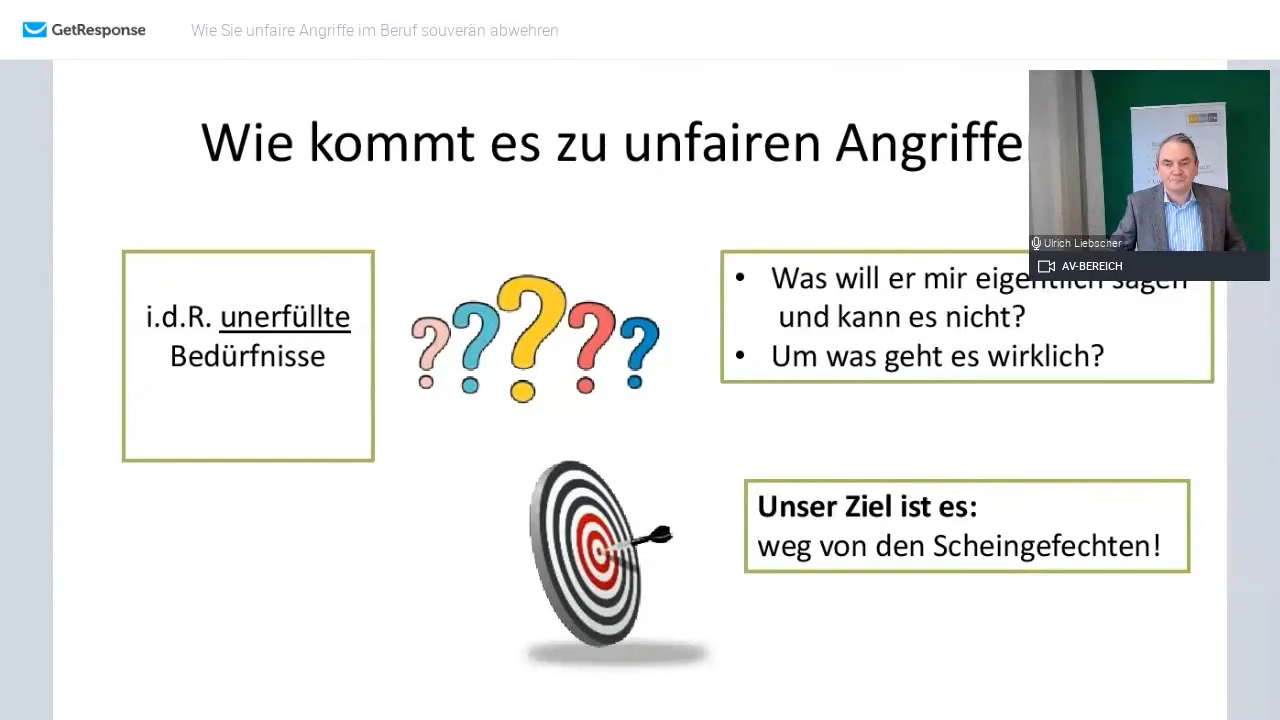 GetResponse
Wie Sie unfaire Angriffe im Beruf souverän abwehren
Wie kommt es zu unfairen Angriffe
Ulrich Liebscher
AV-BEREICH
i.d.R. unerfüllte
Bedürfnisse
• Was will er mir eigentlich sagen
und kann es nicht?
• Um was geht es wirklich?
Unser Ziel ist es:
weg von den Scheingefechten!